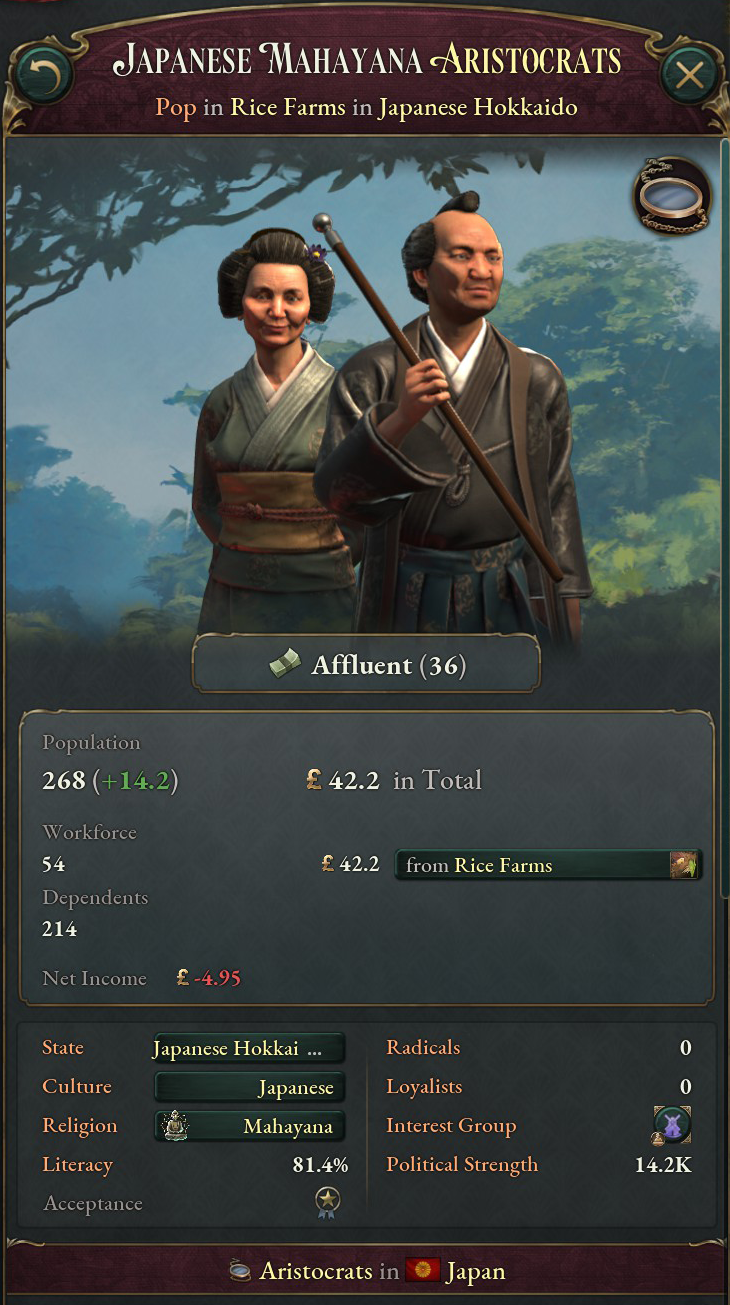 Japanese Mahayana Aristocrats
Pop in Rice Farms in Japanese Hokkaido
Affluent (36)
Population
268 (+14.2) £ 42.2 in Total
Workforce
54 £ 42.2 from Rice Farms
Dependents
214
Net Income £ -4.95
State Japanese Hokkai ... Radicals 0
Culture Japanese Loyalists 0
Religion Mahayana Interest Group
Literacy 81.4% Political Strength 14.2K
Acceptance
Aristocrats in Japan